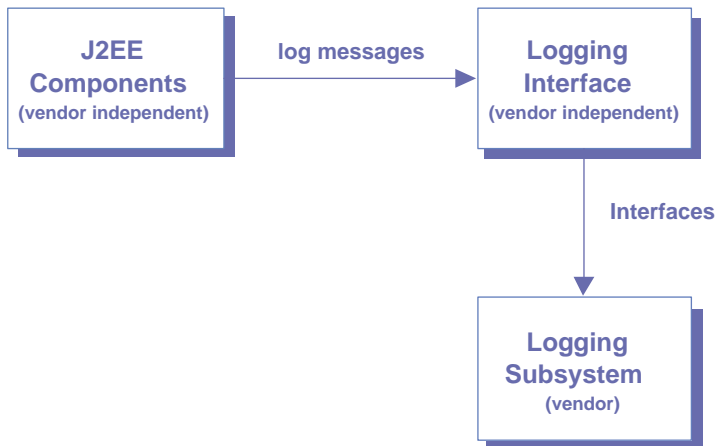 J2EE
Components
(vendor independent)
log messages
Logging
Interface
(vendor independent)
Interfaces
Logging
Subsystem
(vendor)